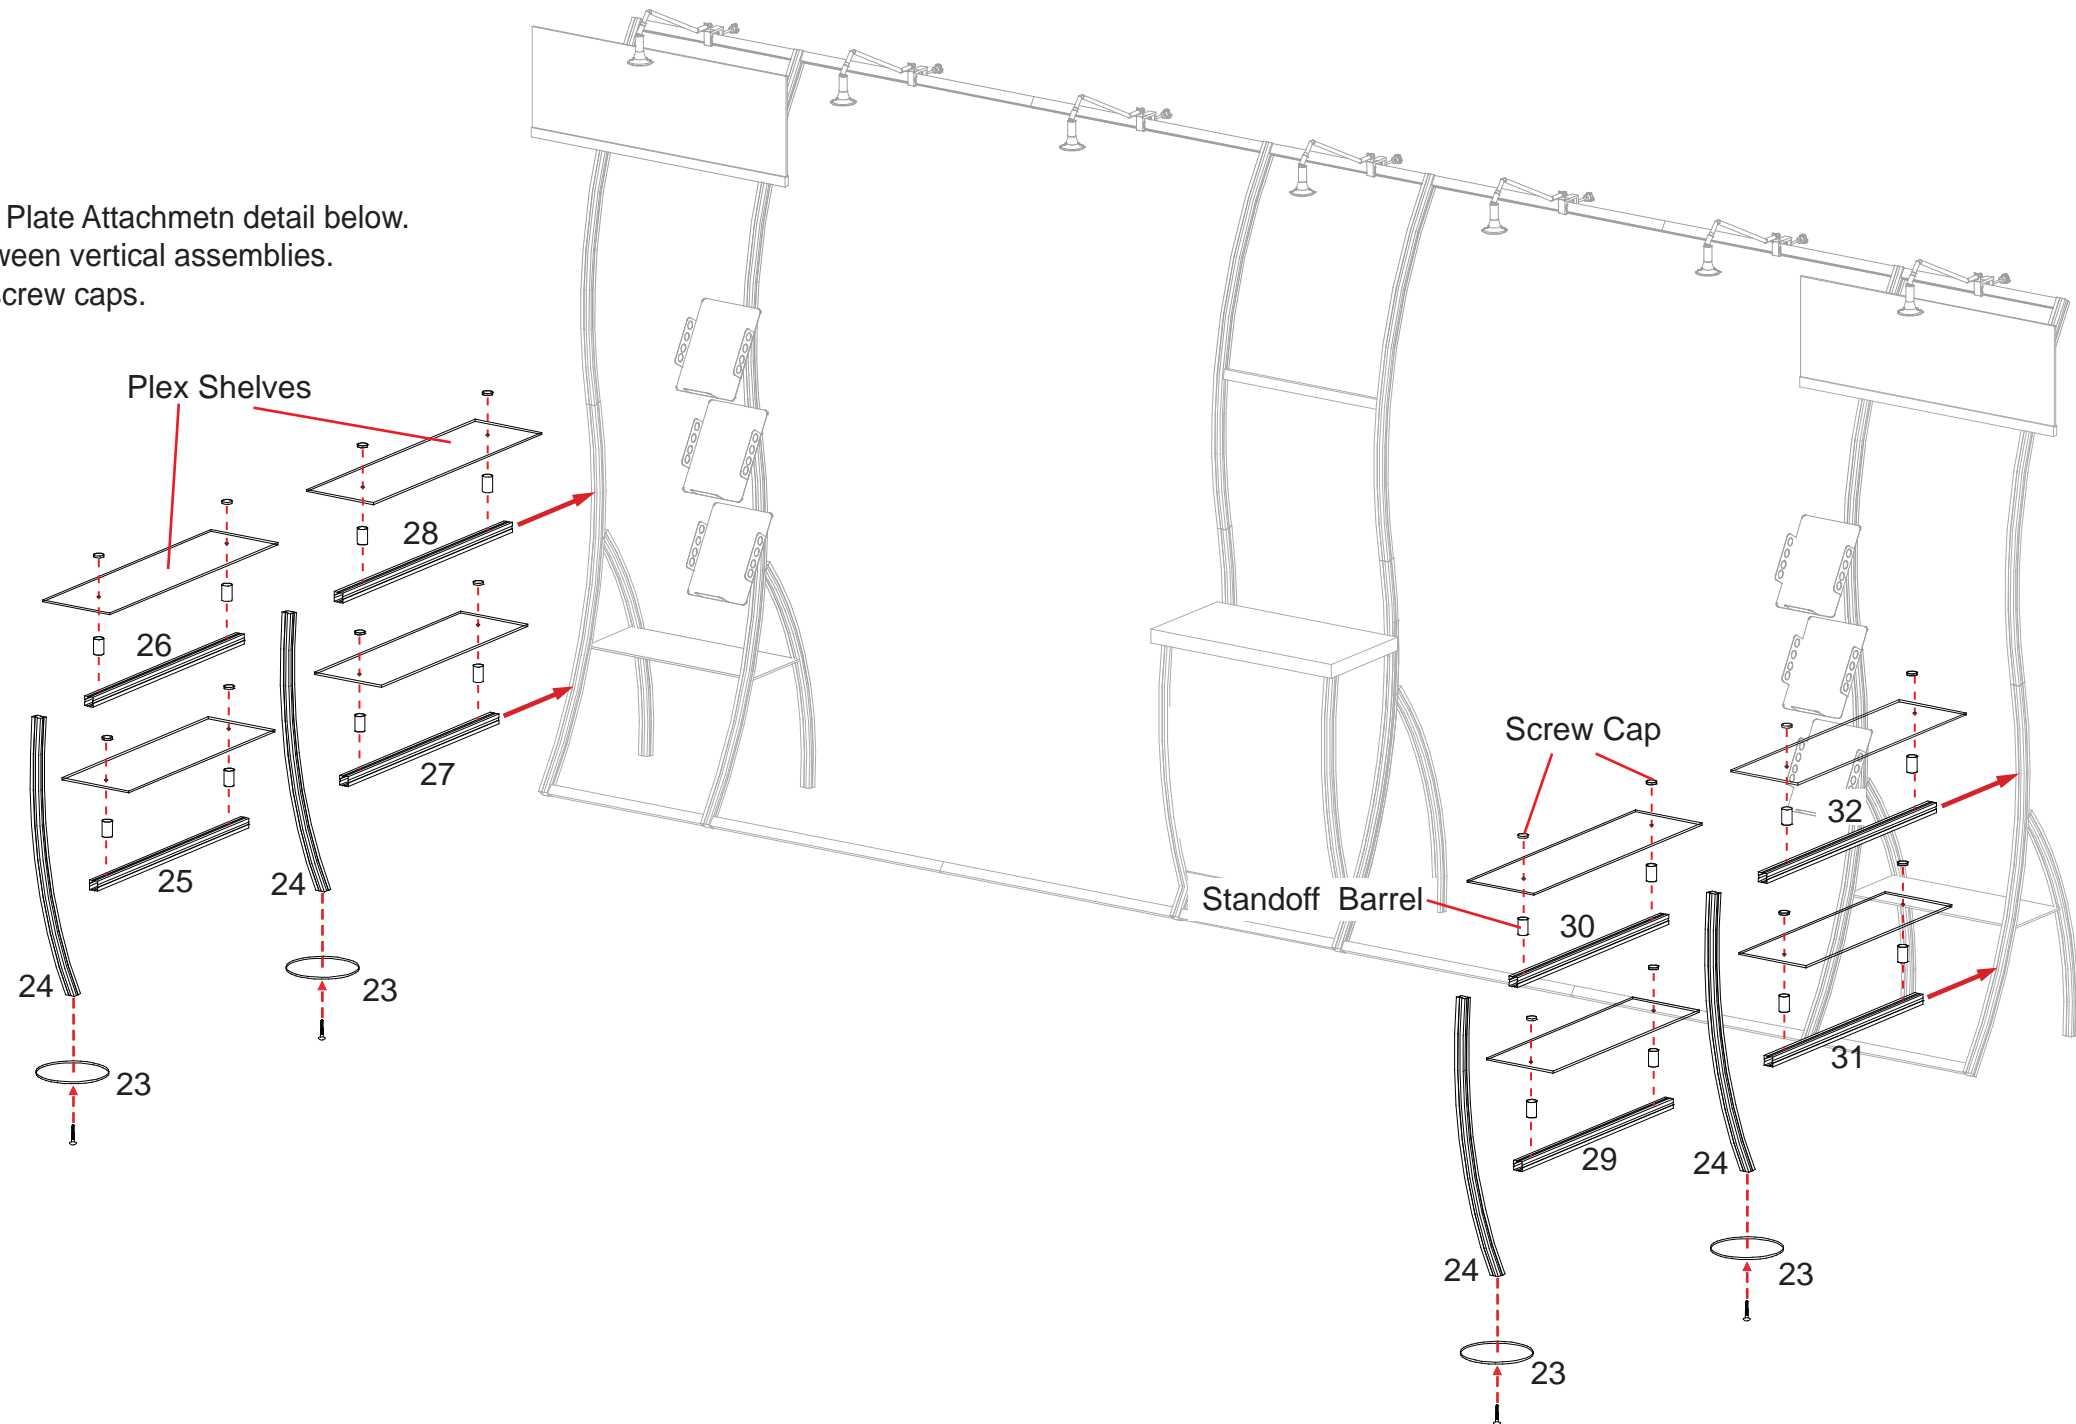 Plate Attachmetn detail below.
ween vertical assemblies.
screw caps.
Plex Shelves
28
26
27
25
24
24
23
23
Screw Cap
32
Standoff Barrel
30
31
29
24
24
23
23